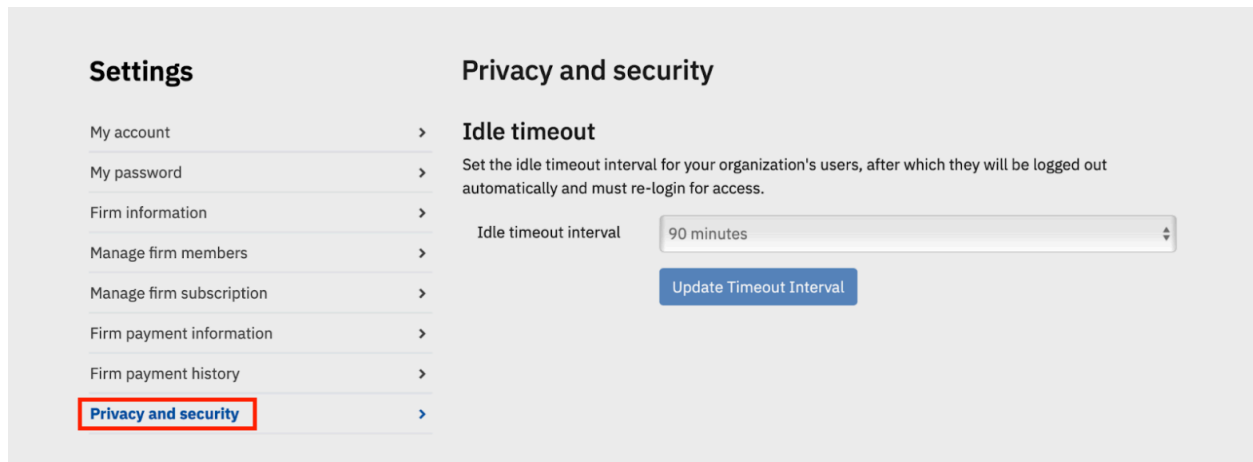 Settings
My account
My password
Firm information
Manage firm members
Manage firm subscription
Firm payment information
Firm payment history
Privacy and security
Privacy and security
Idle timeout
Set the idle timeout interval for your organization's users, after which they will be logged out
automatically and must re-login for access.
Idle timeout interval
90 minutes
Update Timeout Interval